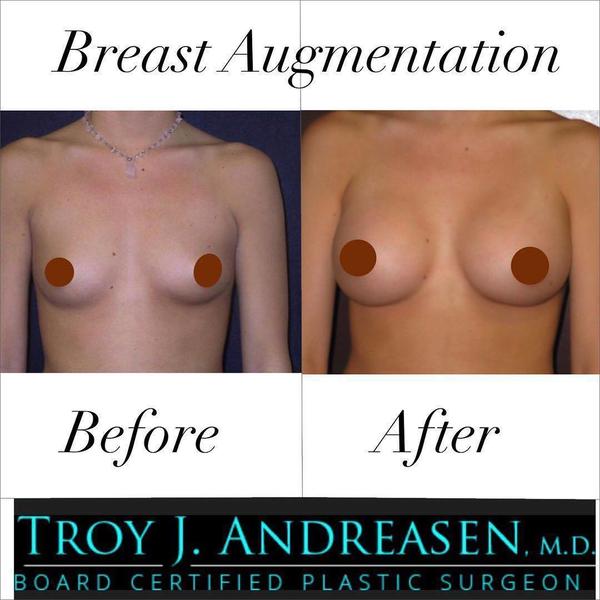 Breast Augmentation
Before
After
TROY J. ANDREASEN, M.D.
BOARD CERTIFIED PLASTIC SURGEON